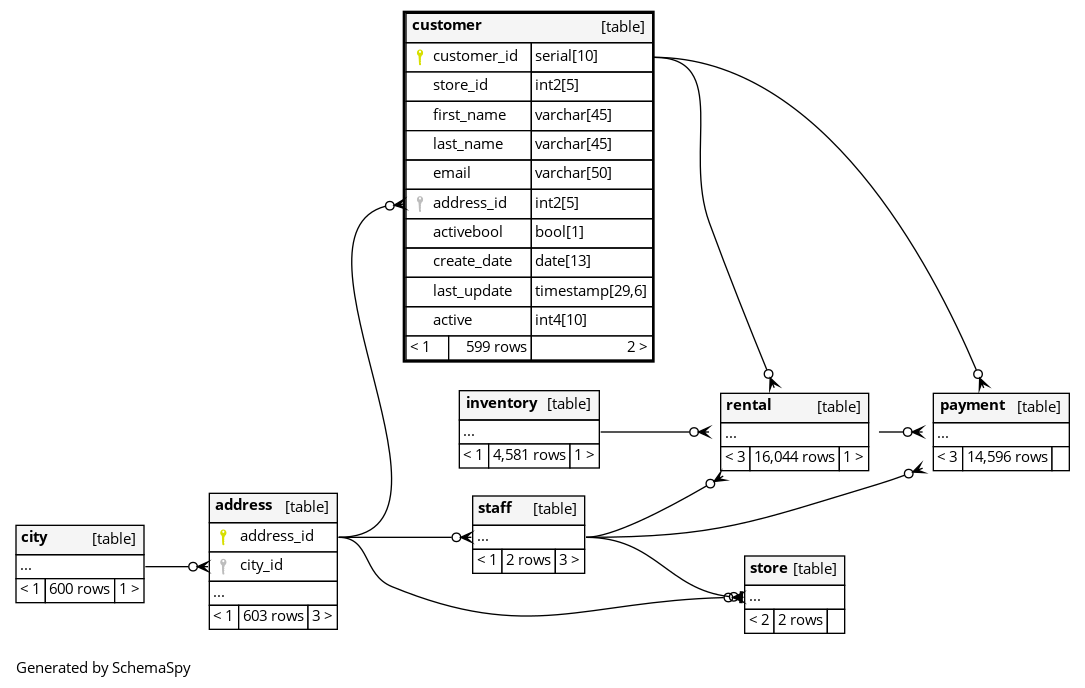 customer [table]
customer_id serial[10]
store_id int2[5]
first_name varchar[45]
last_name varchar[45]
email varchar[50]
address_id int2[5]
activebool bool[1]
create_date date[13]
last_update timestamp[29,6]
active int4[10]
< 1 599 rows 2 >
inventory [table]
...
< 1 4,581 rows 1 >
rental [table]
...
< 3 16,044 rows 1 >
payment [table]
...
< 3 14,596 rows
address [table]
address_id
city_id
...
< 1 603 rows 3 >
staff [table]
...
< 1 2 rows 3 >
city [table]
...
< 1 600 rows 1 >
store [table]
...
< 2 2 rows
Generated by SchemaSpy